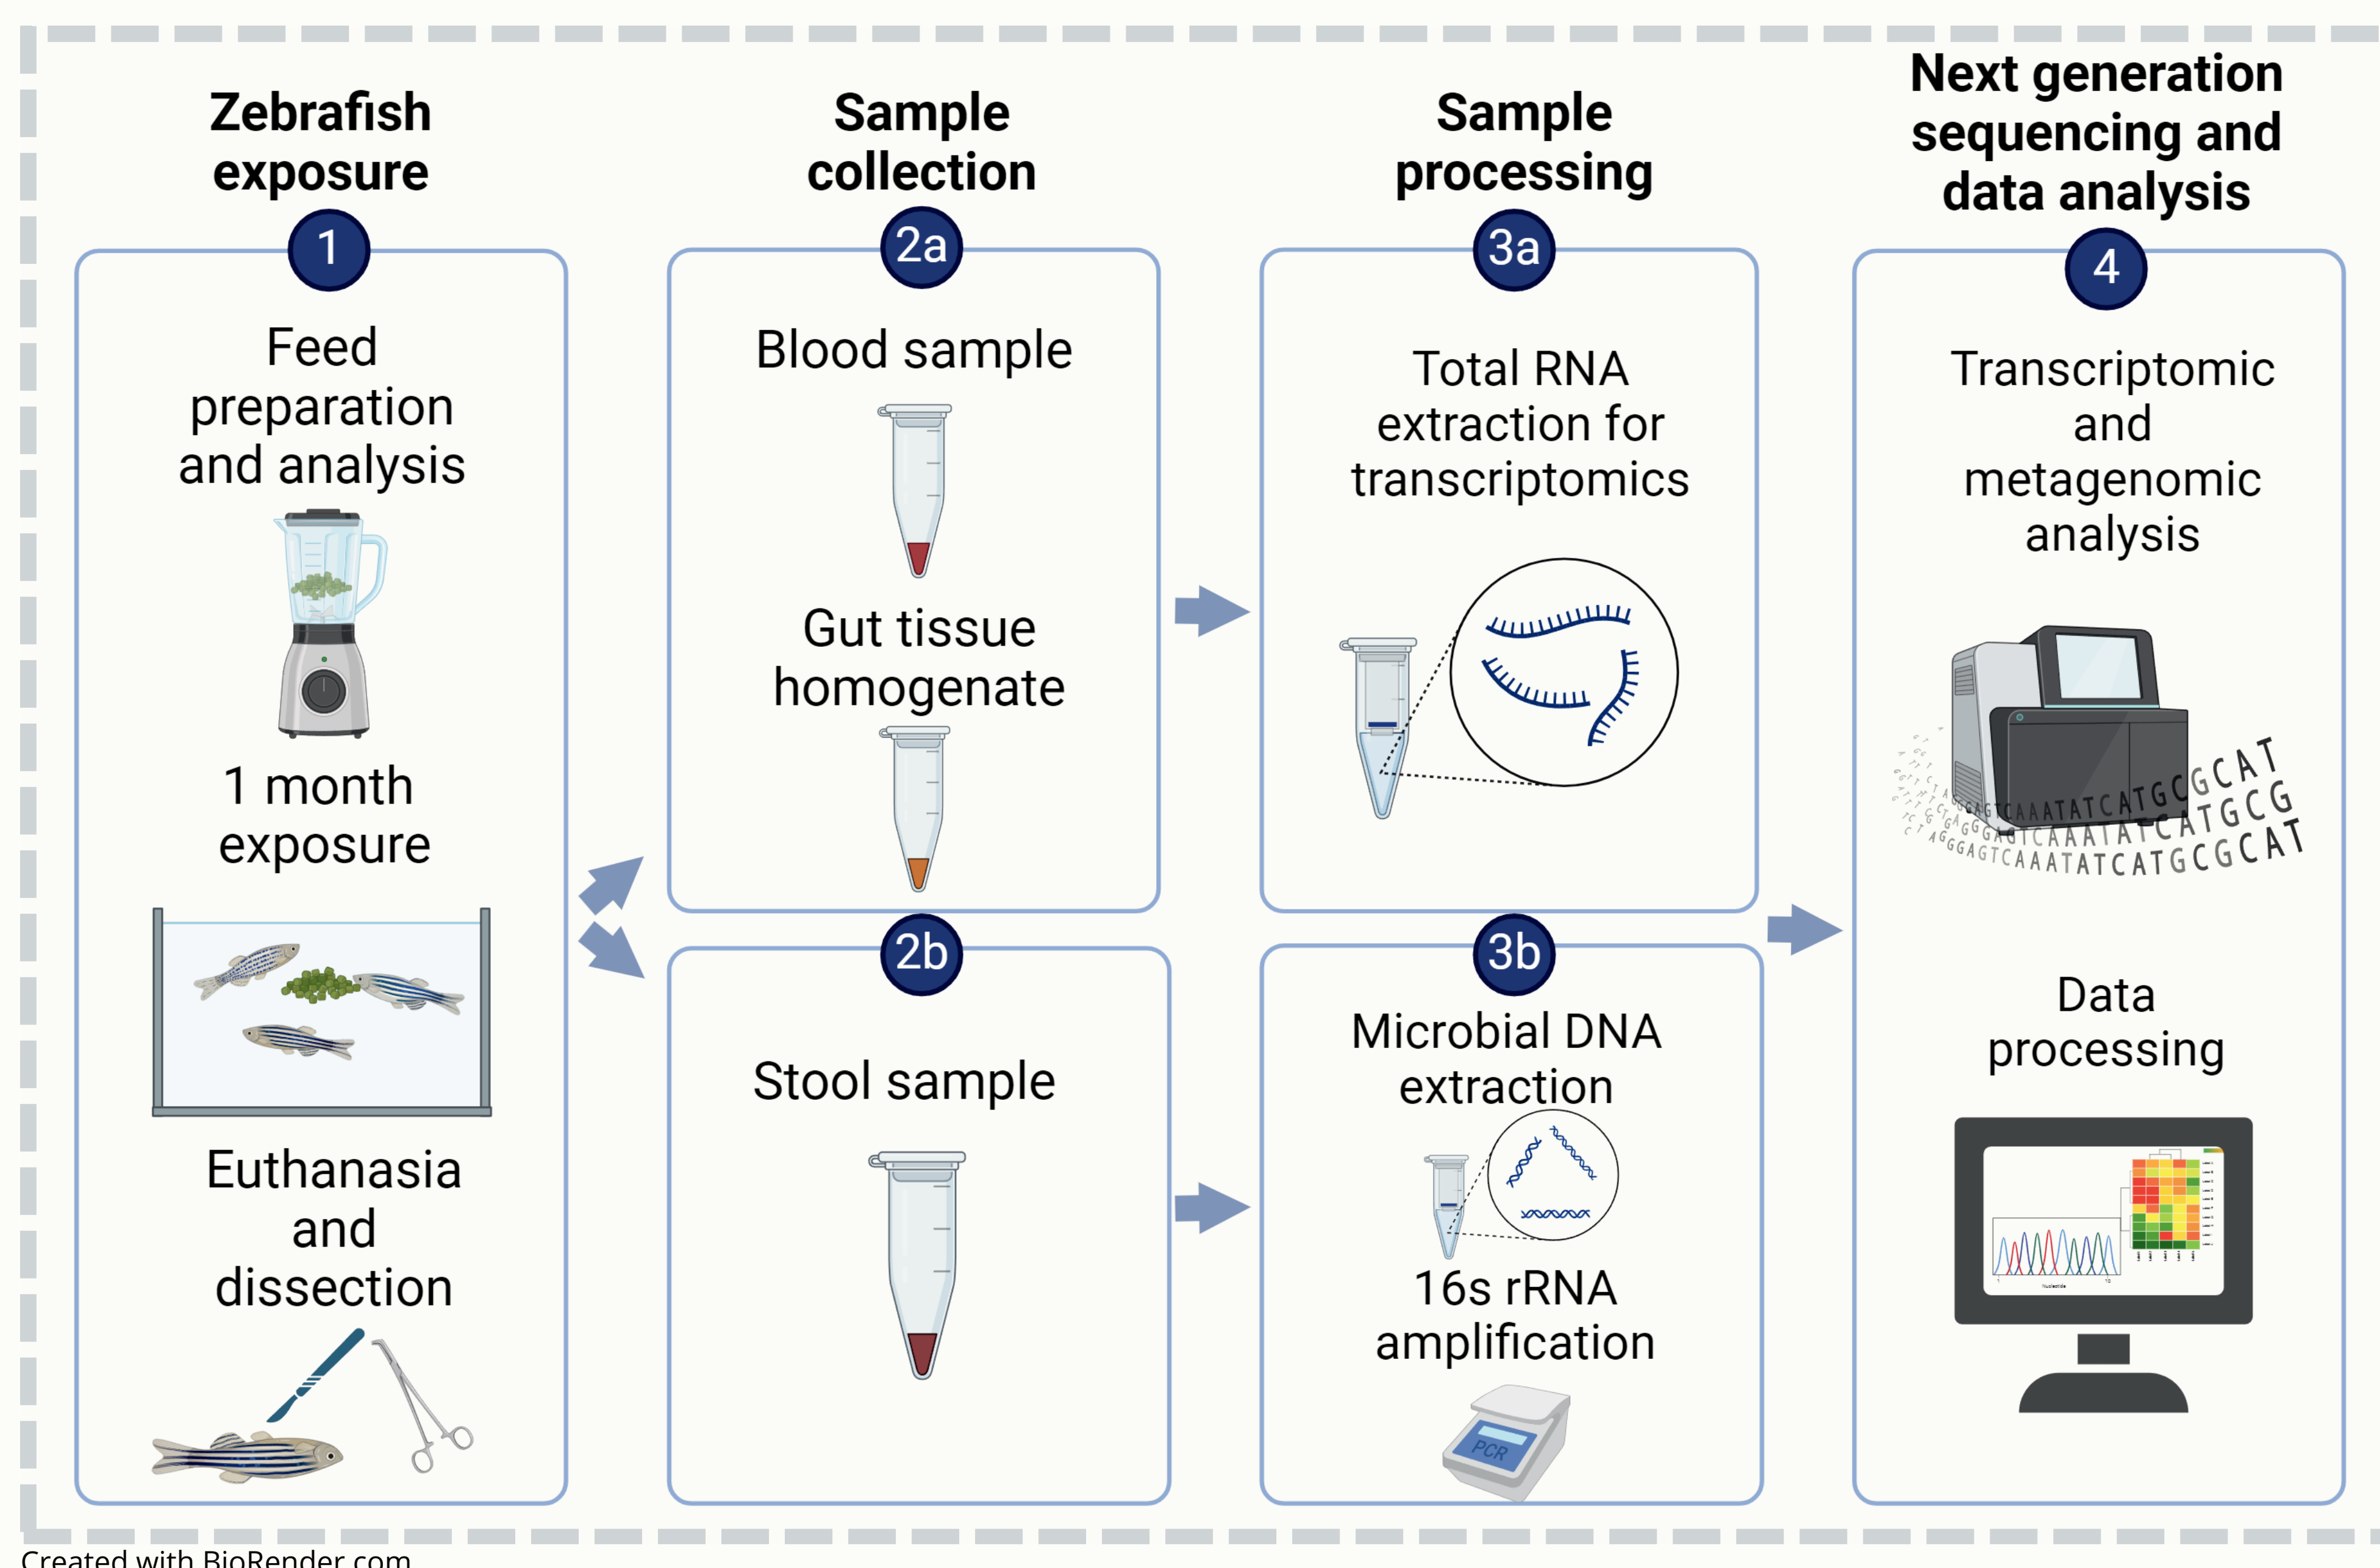 Zebrafish
exposure
1
Feed
preparation
and analysis
1 month
exposure
Euthanasia
and
dissection
Sample
collection
2a
Blood sample
Gut tissue
homogenate
2b
Stool sample
Sample
processing
3a
Total RNA
extraction for
transcriptomics
3b
Microbial DNA
extraction
16s rRNA
amplification
PCR
Next generation
sequencing and
data analysis
4
Transcriptomic
and
metagenomic
analysis
Data
processing
Nucleotide
Created with BioRender.com